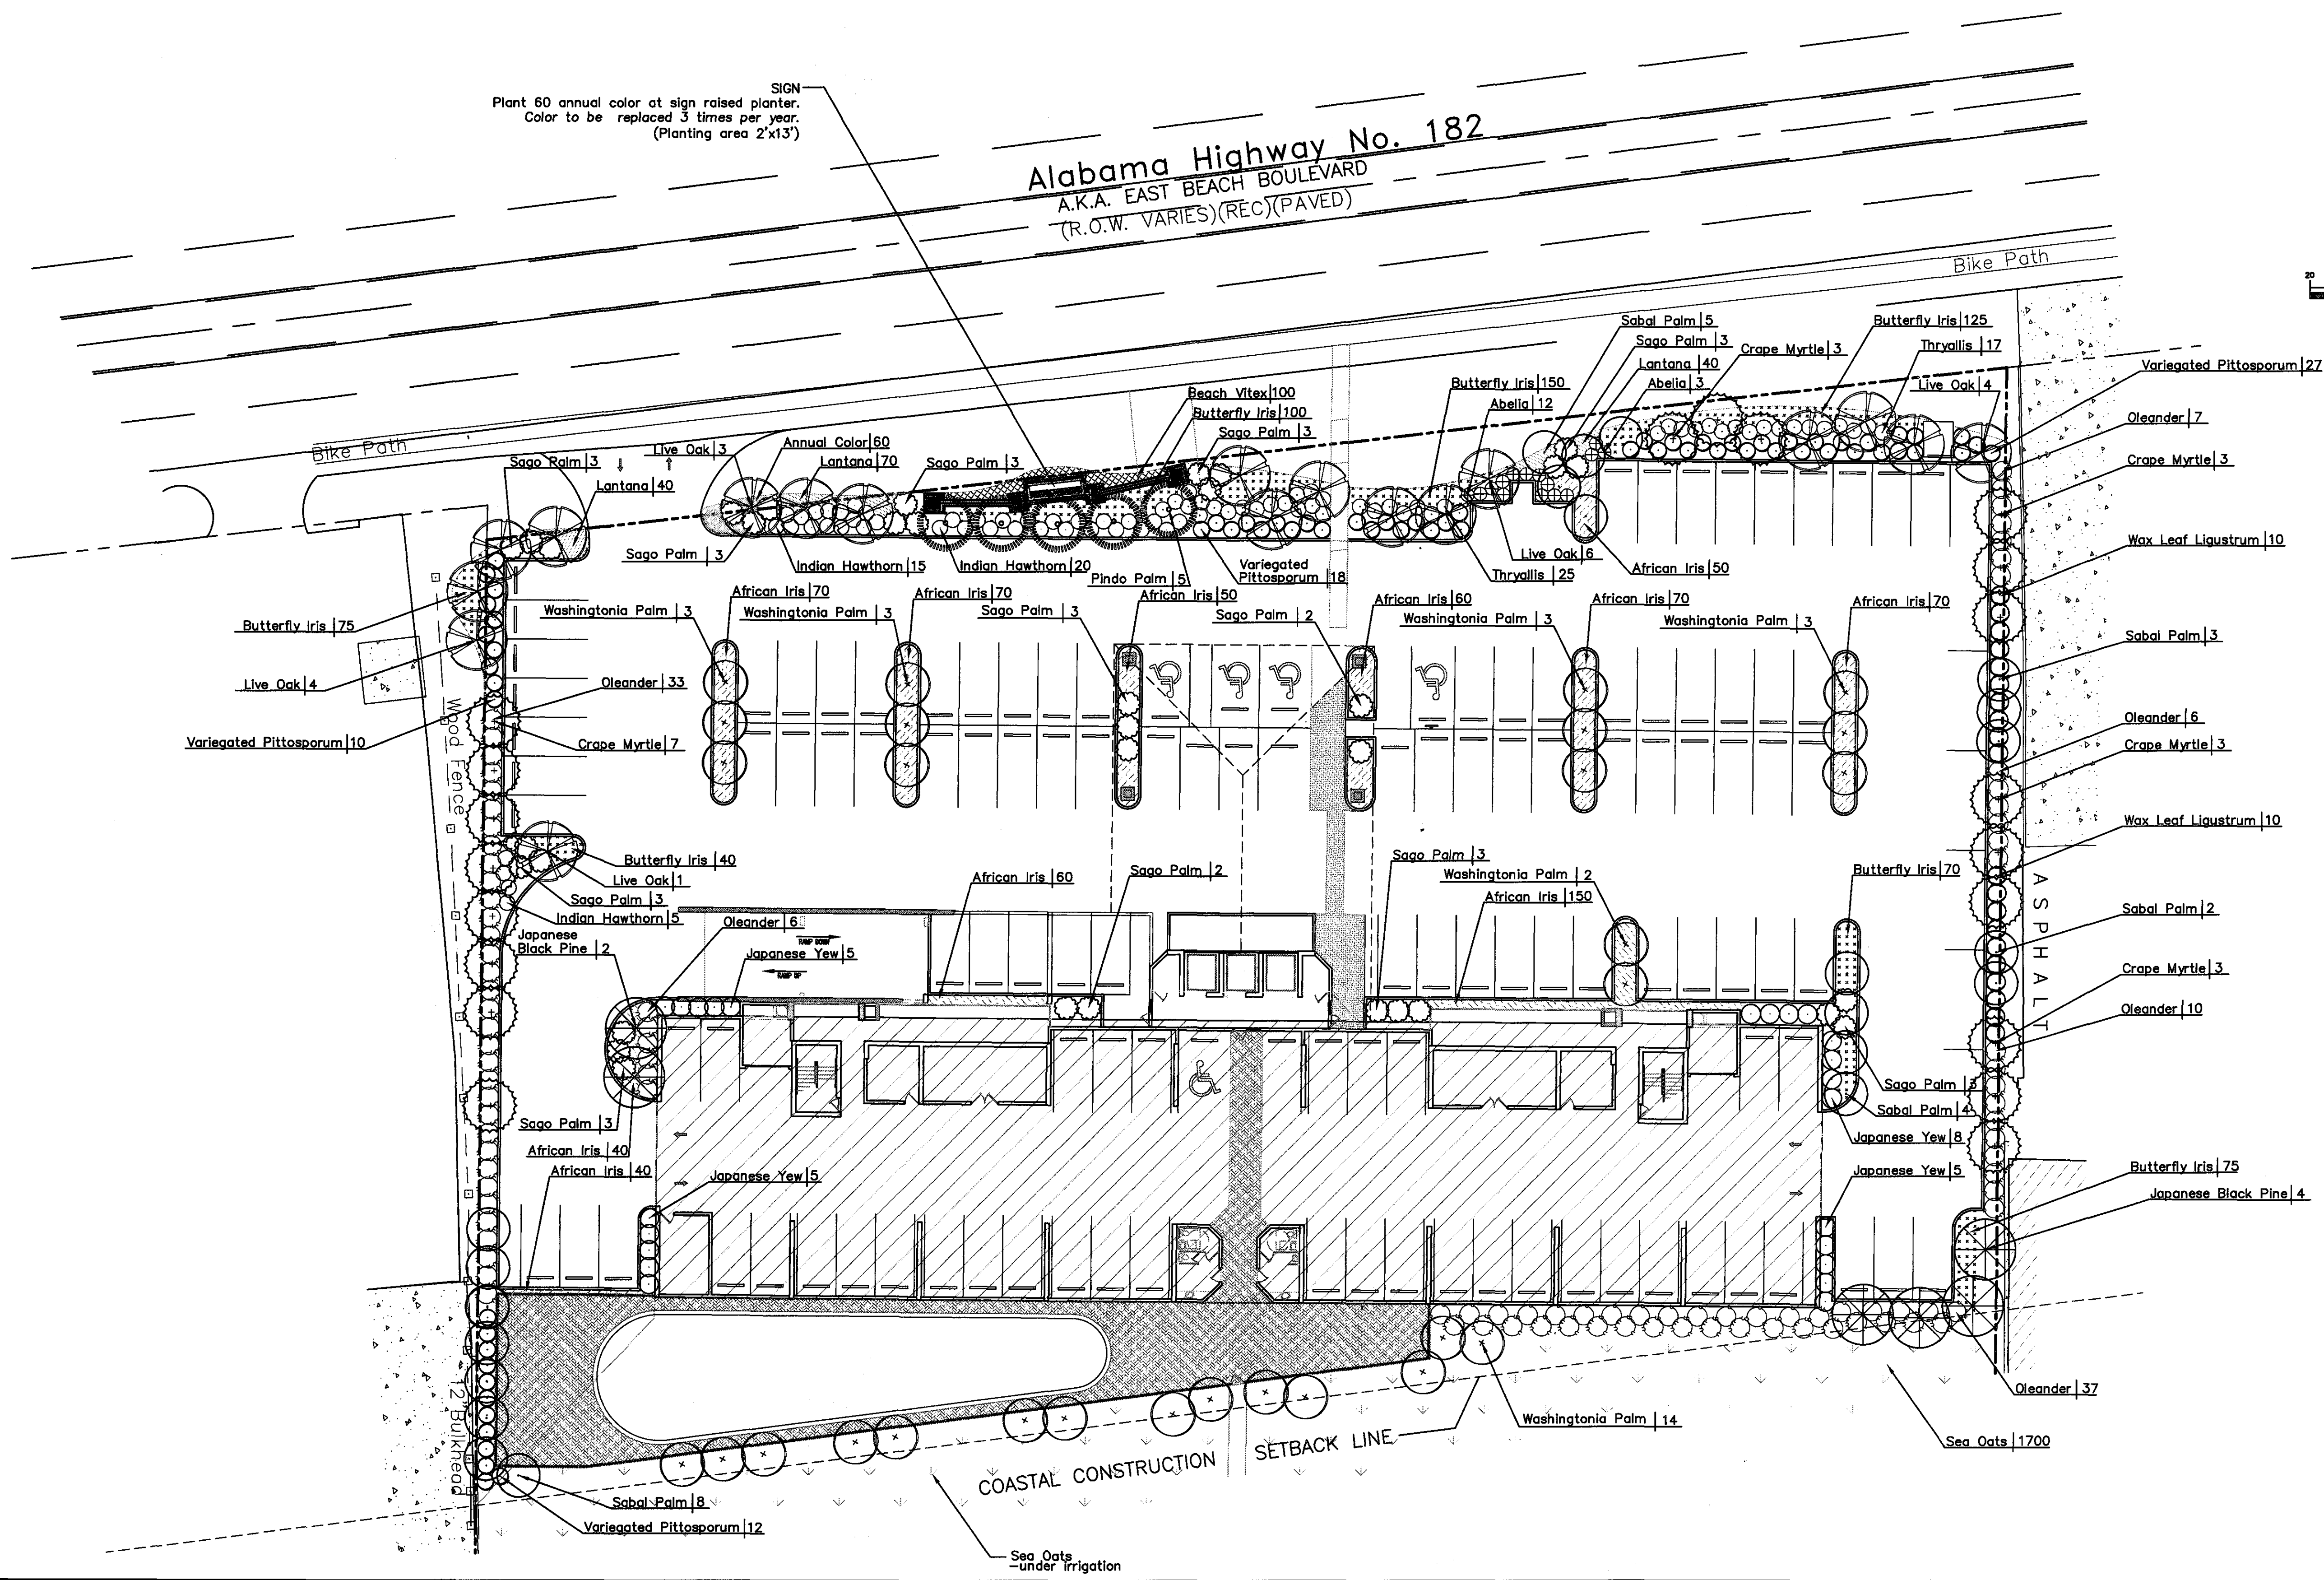 SIGN
Plant 60 annual color at sign raised planter.
Color to be replaced 3 times per year.
(Planting area 2'x13')
Alabama Highway No. 182
A.K.A. EAST BEACH BOULEVARD
(R.O.W. VARIES)(REC)(PAVED)
Bike Path
20
Sabal Palm|5
Sago Palm|3
Lantana|40
Abelia|3
Crape Myrtle|3
Butterfly Iris|125
Thryallis|17
Live Oak|4
Variegated Pittosporum|27
Oleander|7
Crape Myrtle|3
Beach Vitex|100
Butterfly Iris|100
Sago Palm|3
Butterfly Iris|150
Abelia|12
Bike Path
Sago Palm|3
Lantana|40
Live Oak|3
Annual Color|60
Lantana|70
Sago Palm|3
Sago Palm|3
Indian Hawthorn|15
Indian Hawthorn|20
Pindo Palm|5
Variegated
Pittosporum|18
Live Oak|6
Thryallis|25
African Iris|50
Wax Leaf Ligustrum|10
Butterfly Iris|75
Live Oak|4
Variegated Pittosporum|10
Washingtonia Palm|3
African Iris|70
Washingtonia Palm|3
African Iris|70
Sago Palm|3
African Iris|50
Sago Palm|2
African Iris|60
Washingtonia Palm|3
African Iris|70
Washingtonia Palm|3
African Iris|70
Sabal Palm|3
Oleander|33
Crape Myrtle|7
Wood Fence
Oleander|6
Crape Myrtle|3
Wax Leaf Ligustrum|10
Butterfly Iris|40
Live Oak|1
Sago Palm|3
Indian Hawthorn|5
Japanese
Black Pine|2
Oleander|6
Japanese Yew|5
RAMP DOWN
RAMP UP
African Iris|60
Sago Palm|2
Sago Palm|3
Washingtonia Palm|2
African Iris|150
Butterfly Iris|70
ASPHALT
Sabal Palm|2
Crape Myrtle|3
Oleander|10
Sago Palm|3
African Iris|40
African Iris|40
Japanese Yew|5
Sago Palm|3
Sabal Palm|4
Japanese Yew|8
Japanese Yew|5
Butterfly Iris|75
Japanese Black Pine|4
Oleander|37
Washingtonia Palm|14
Sea Oats|1700
COASTAL CONSTRUCTION SETBACK LINE
12" Bulkhead
Sabal Palm|8
Variegated Pittosporum|12
Sea Oats
-under irrigation